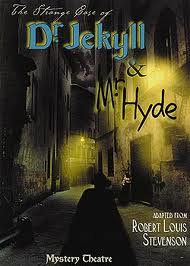 The Strange Case of
Dr Jekyll
&
Mr Hyde
ADAPTED FROM
ROBERT LOUIS
STEVENSON
Mystery Theatre